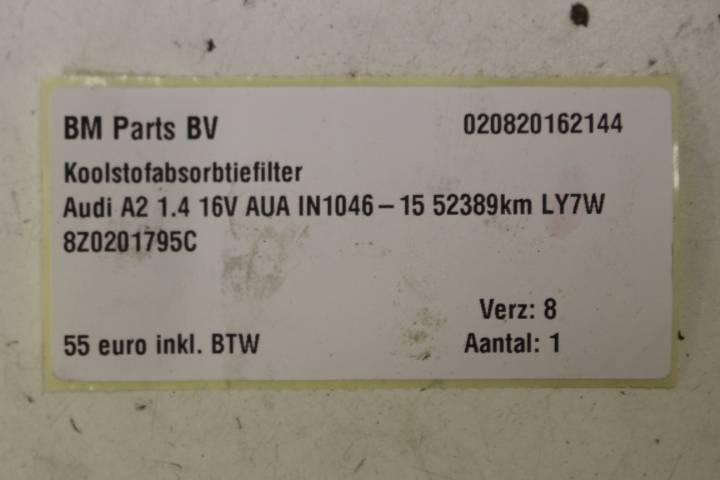 BM Parts BV 020820162144
Koolstofabsorbtiefilter
Audi A2 1.4 16V AUA IN1046-15 52389km LY7W
8Z0201795C
Verz: 8
55 euro inkl. BTW Aantal: 1